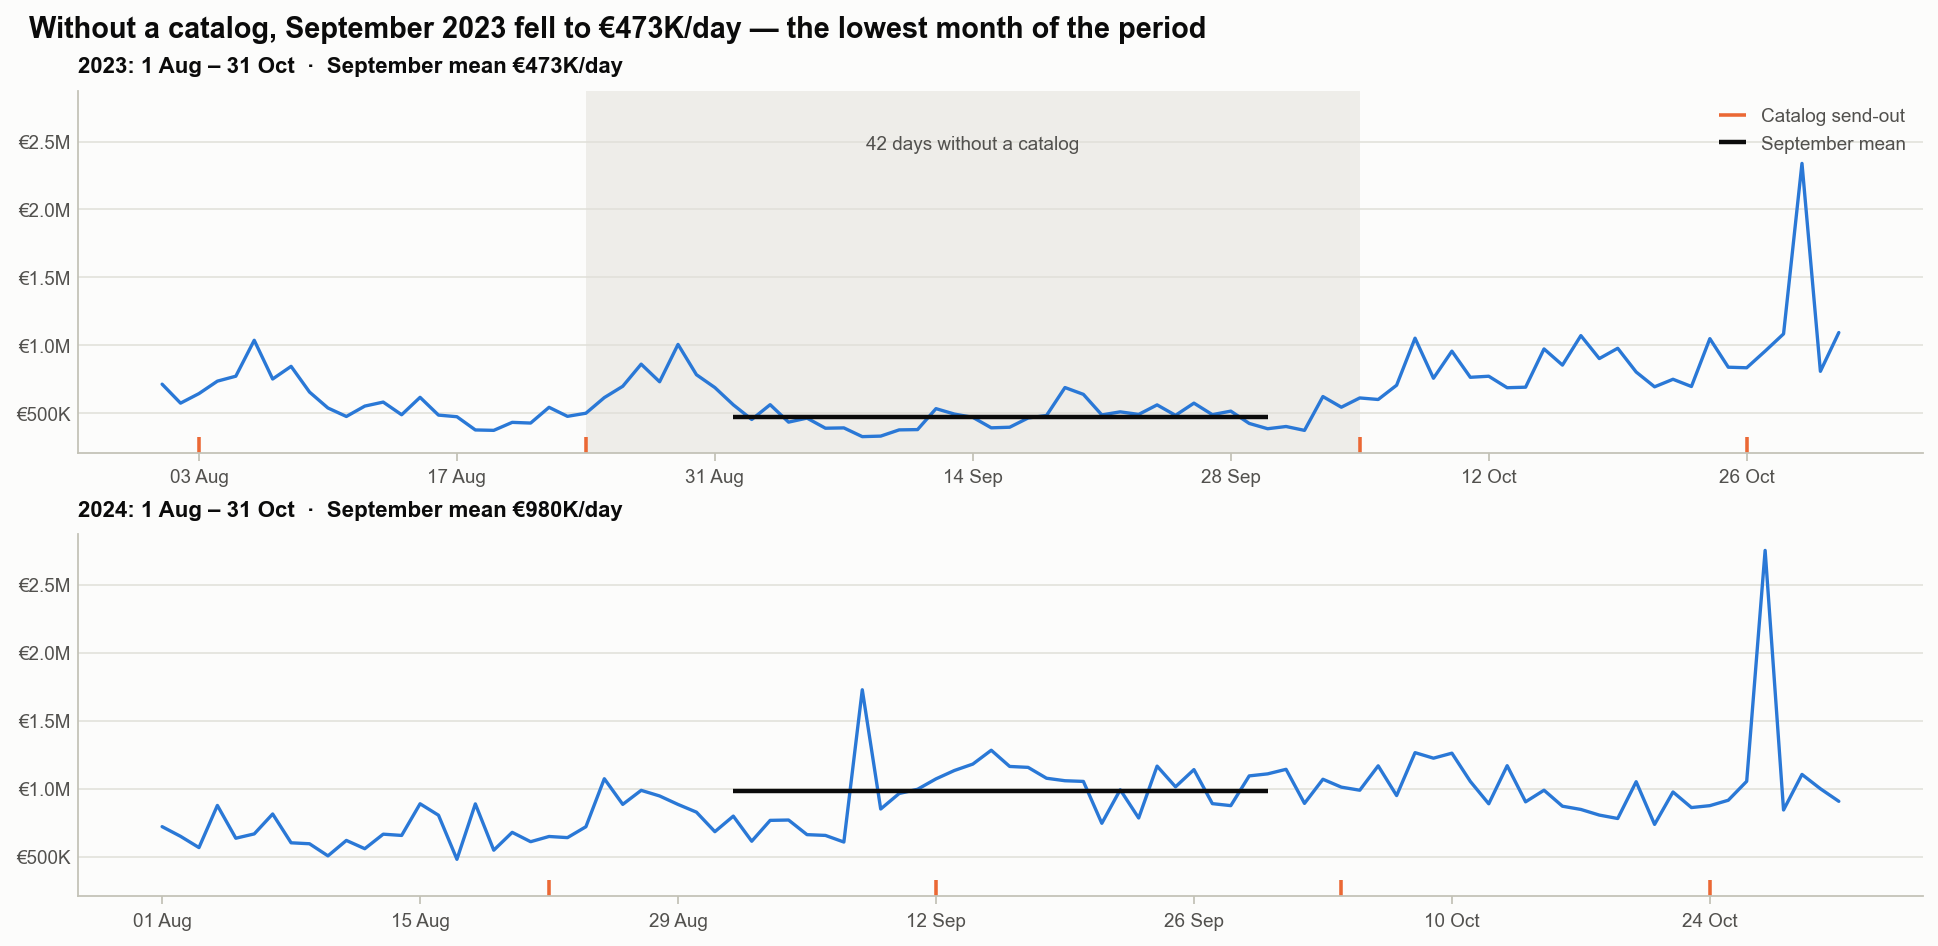 Without a catalog, September 2023 fell to €473K/day — the lowest month of the period
2023: 1 Aug – 31 Oct · September mean €473K/day
Catalog send-out
September mean
42 days without a catalog
€2.5M
€2.0M
€1.5M
€1.0M
€500K
03 Aug
17 Aug
31 Aug
14 Sep
28 Sep
12 Oct
26 Oct
2024: 1 Aug – 31 Oct · September mean €980K/day
€2.5M
€2.0M
€1.5M
€1.0M
€500K
01 Aug
15 Aug
29 Aug
12 Sep
26 Sep
10 Oct
24 Oct